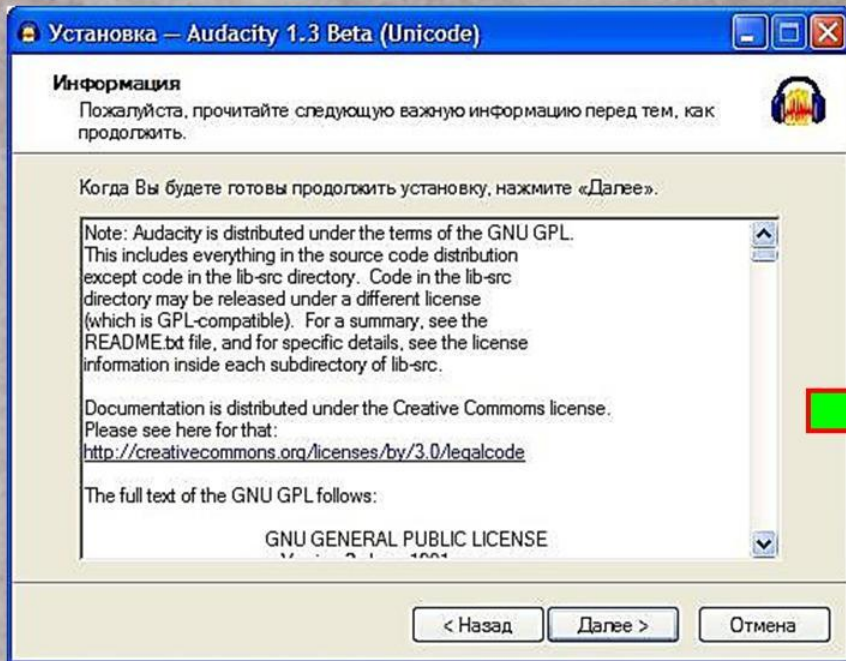 Установка — Audacity 1.3 Beta (Unicode)
Информация
Пожалуйста, прочитайте следующую важную информацию перед тем, как
продолжить.
Когда Вы будете готовы продолжить установку, нажмите «Далее».
Note: Audacity is distributed under the terms of the GNU GPL.
This includes everything in the source code distribution
except code in the lib-src directory.  Code in the lib-src
directory may be released under a different license
(which is GPL-compatible).  For a summary, see the
README.txt file, and for specific details, see the license
information inside each subdirectory of lib-src.
Documentation is distributed under the Creative Commoms license.
Please see here for that:
http://creativecommons.org/licenses/by/3.0/legalcode
The full text of the GNU GPL follows:
GNU GENERAL PUBLIC LICENSE
< Назад
Далее >
Отмена